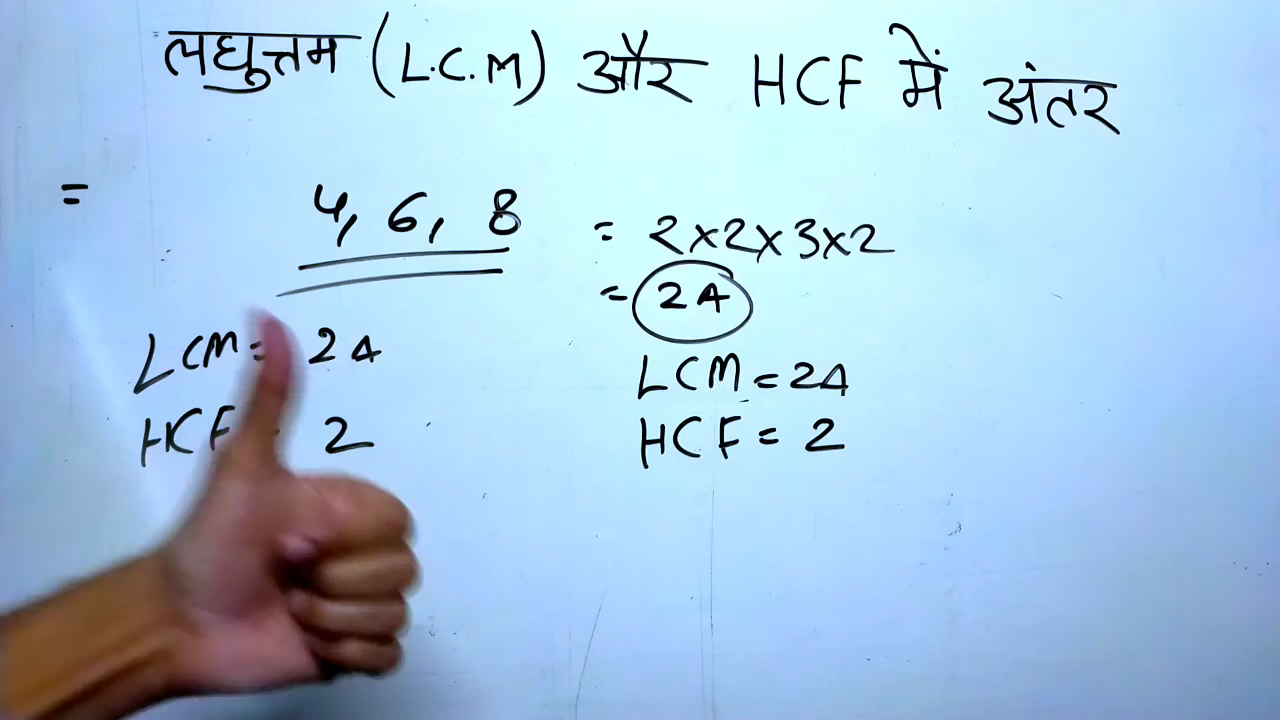 लघुत्तम (L.C.M) और HCF में अंतर
=
4, 6, 8 = 2x2x3x2
= 24
LCM = 24
HCF = 2
LCM = 24
HCF = 2